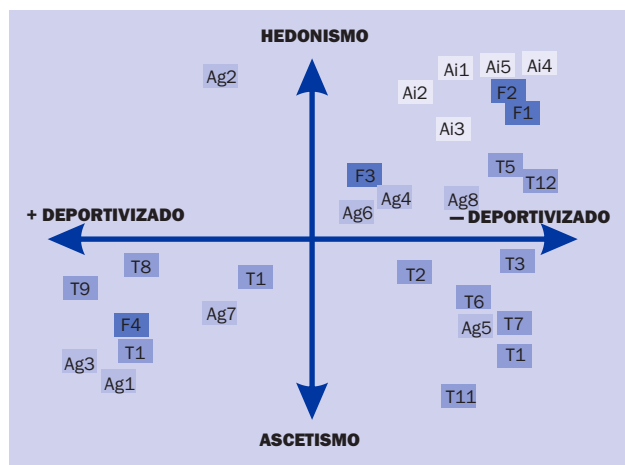 HEDONISMO
Ai1 Ai5 Ai4
Ag2
Ai2 F2
F1
Ai3
T5
F3 T12
Ag4 Ag8
Ag6
+ DEPORTIVIZADO — DEPORTIVIZADO
T8 T3
T1 T2
T9
T6
Ag7
F4 Ag5 T7
T1 T1
Ag3
Ag1
T11
ASCETISMO